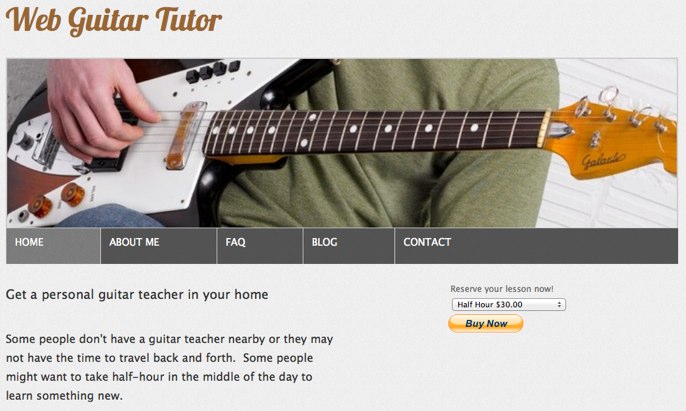 Web Guitar Tutor
Galactic
HOME
ABOUT ME
FAQ
BLOG
CONTACT
Get a personal guitar teacher in your home
Reserve your lesson now!
Half Hour $30.00
Buy Now
Some people don't have a guitar teacher nearby or they may
not have the time to travel back and forth.  Some people
might want to take half-hour in the middle of the day to
learn something new.